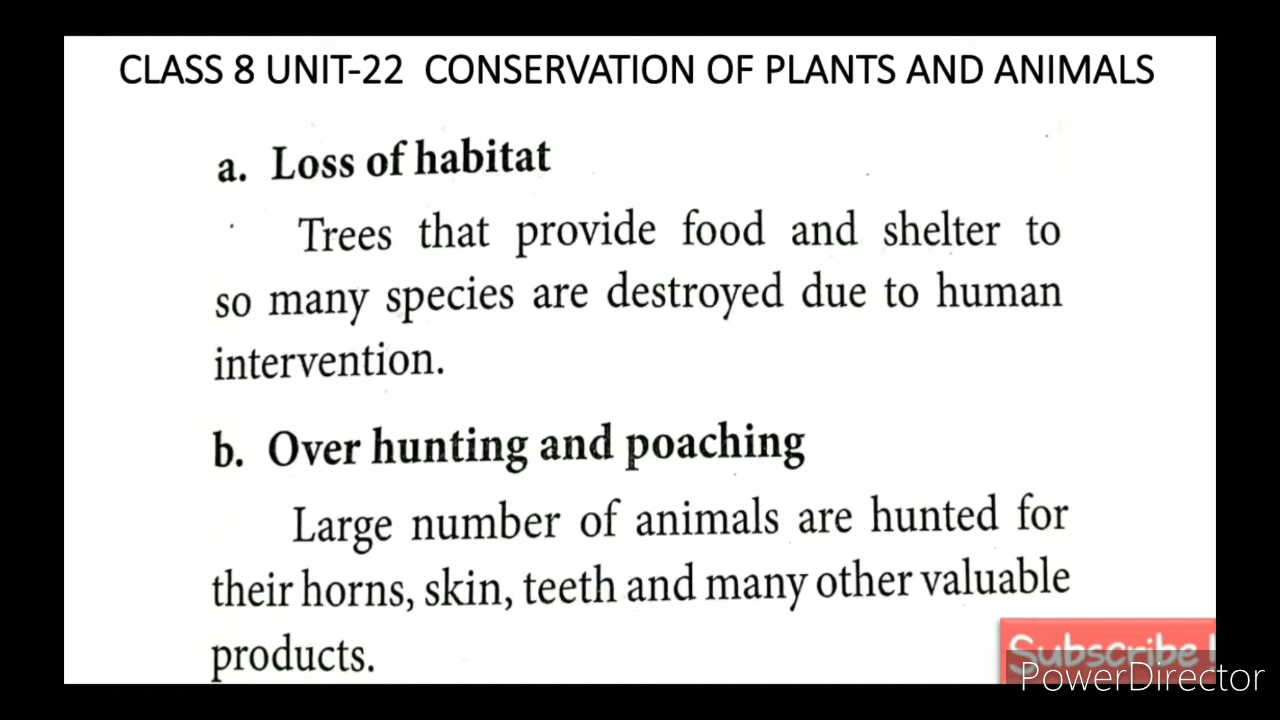 CLASS 8 UNIT-22 CONSERVATION OF PLANTS AND ANIMALS
a. Loss of habitat
Trees that provide food and shelter to
so many species are destroyed due to human
intervention.
b. Over hunting and poaching
Large number of animals are hunted for
their horns, skin, teeth and many other valuable
products.
Subscribe !
PowerDirector